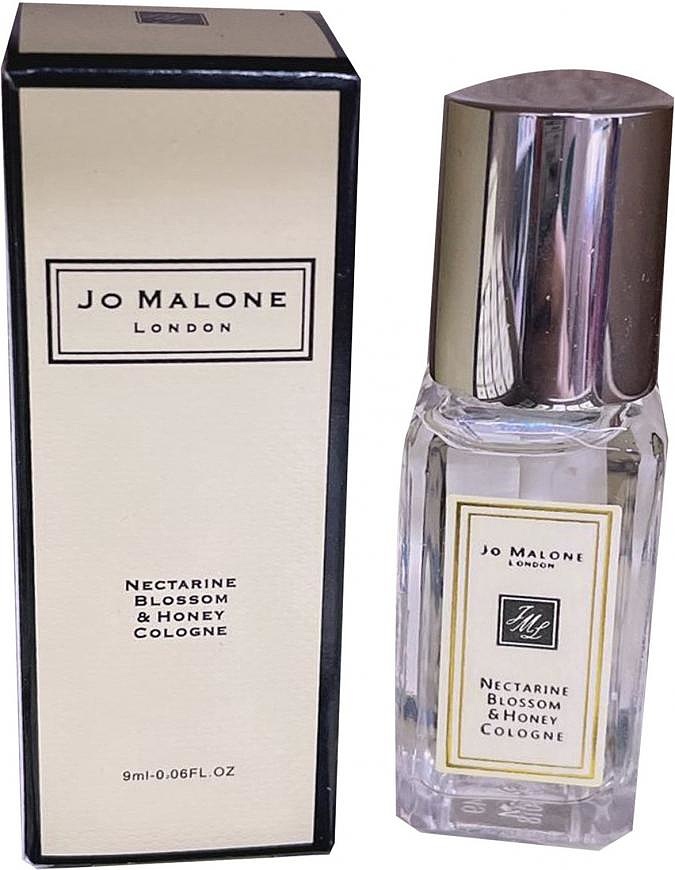 JO MALONE
LONDON
NECTARINE
BLOSSOM
& HONEY
COLOGNE
9ml-0.06FL.OZ
JO MALONE
LONDON
JML
NECTARINE
BLOSSOM
& HONEY
COLOGNE